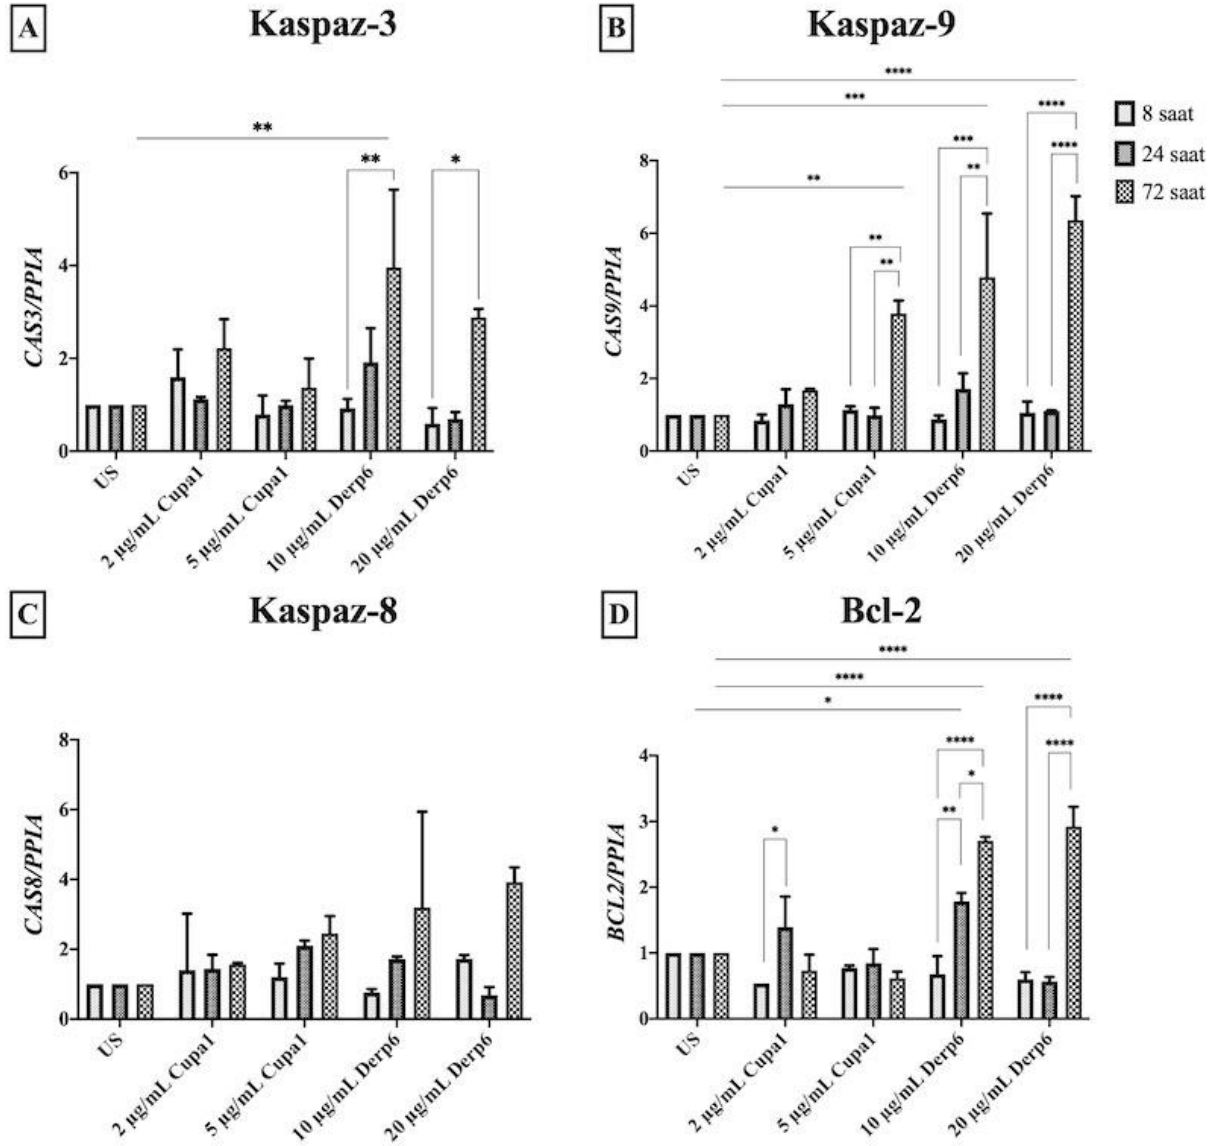 A
Kaspaz-3
**
**
*
6
4
2
0
CAS3/PPIA
US
2 µg/mL Cupa1
5 µg/mL Cupa1
10 µg/mL Derp6
20 µg/mL Derp6
B
Kaspaz-9
****
***
**
**
**
***
**
****
****
8
6
4
2
0
CAS9/PPIA
US
2 µg/mL Cupa1
5 µg/mL Cupa1
10 µg/mL Derp6
20 µg/mL Derp6
8 saat
24 saat
72 saat
C
Kaspaz-8
8
6
4
2
0
CAS8/PPIA
US
2 µg/mL Cupa1
5 µg/mL Cupa1
10 µg/mL Derp6
20 µg/mL Derp6
D
Bcl-2
****
****
*
*
****
*
**
****
****
4
3
2
1
0
BCL2/PPIA
US
2 µg/mL Cupa1
5 µg/mL Cupa1
10 µg/mL Derp6
20 µg/mL Derp6